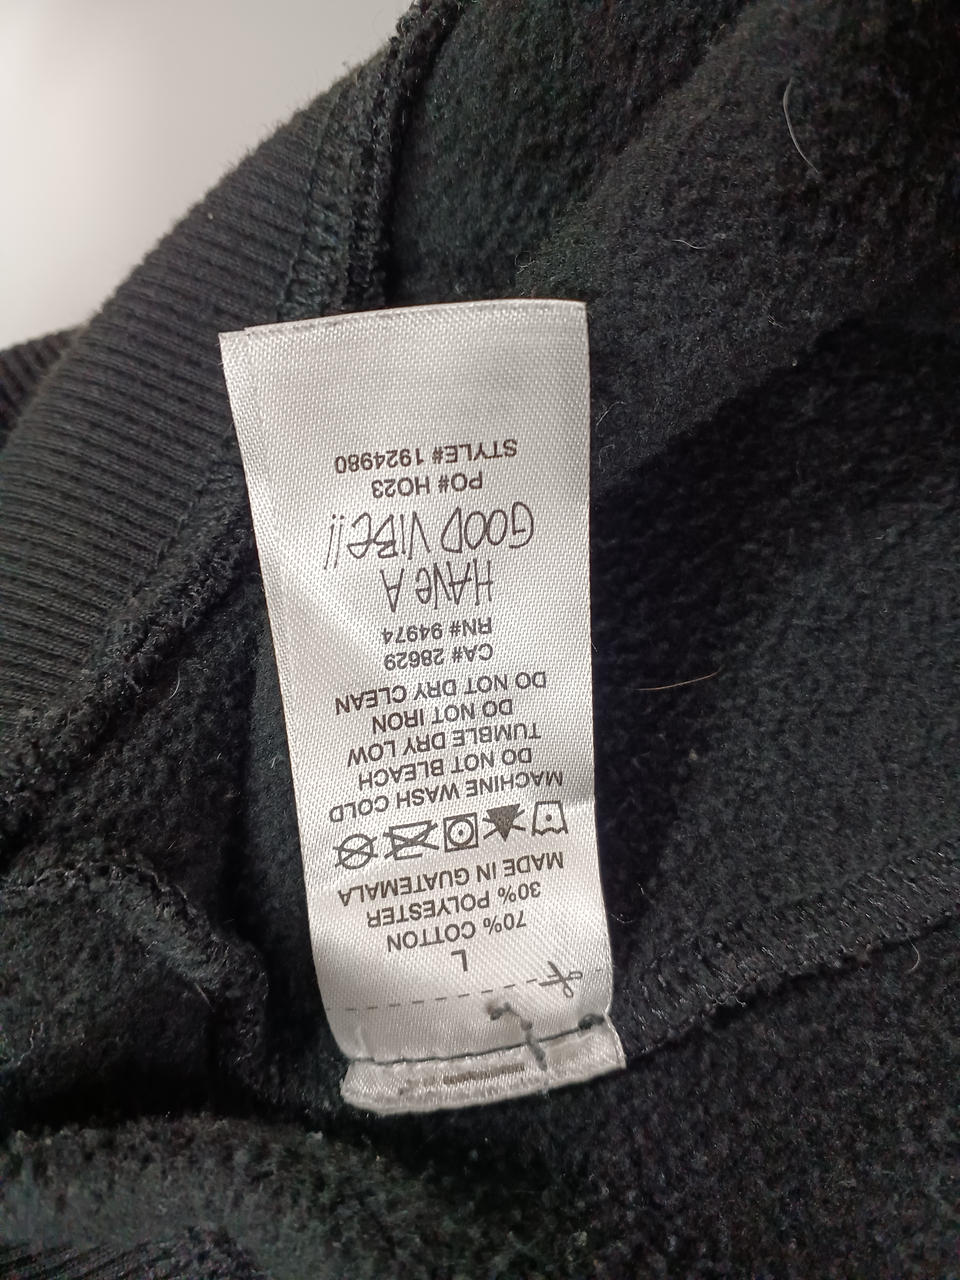 L
70% COTTON
30% POLYESTER
MADE IN GUATEMALA
MACHINE WASH COLD
DO NOT BLEACH
TUMBLE DRY LOW
DO NOT IRON
DO NOT DRY CLEAN
CA# 28629
RN# 94974
HAVe A
GOOD VIBe!!
PO# HO23
STYLE# 1924980